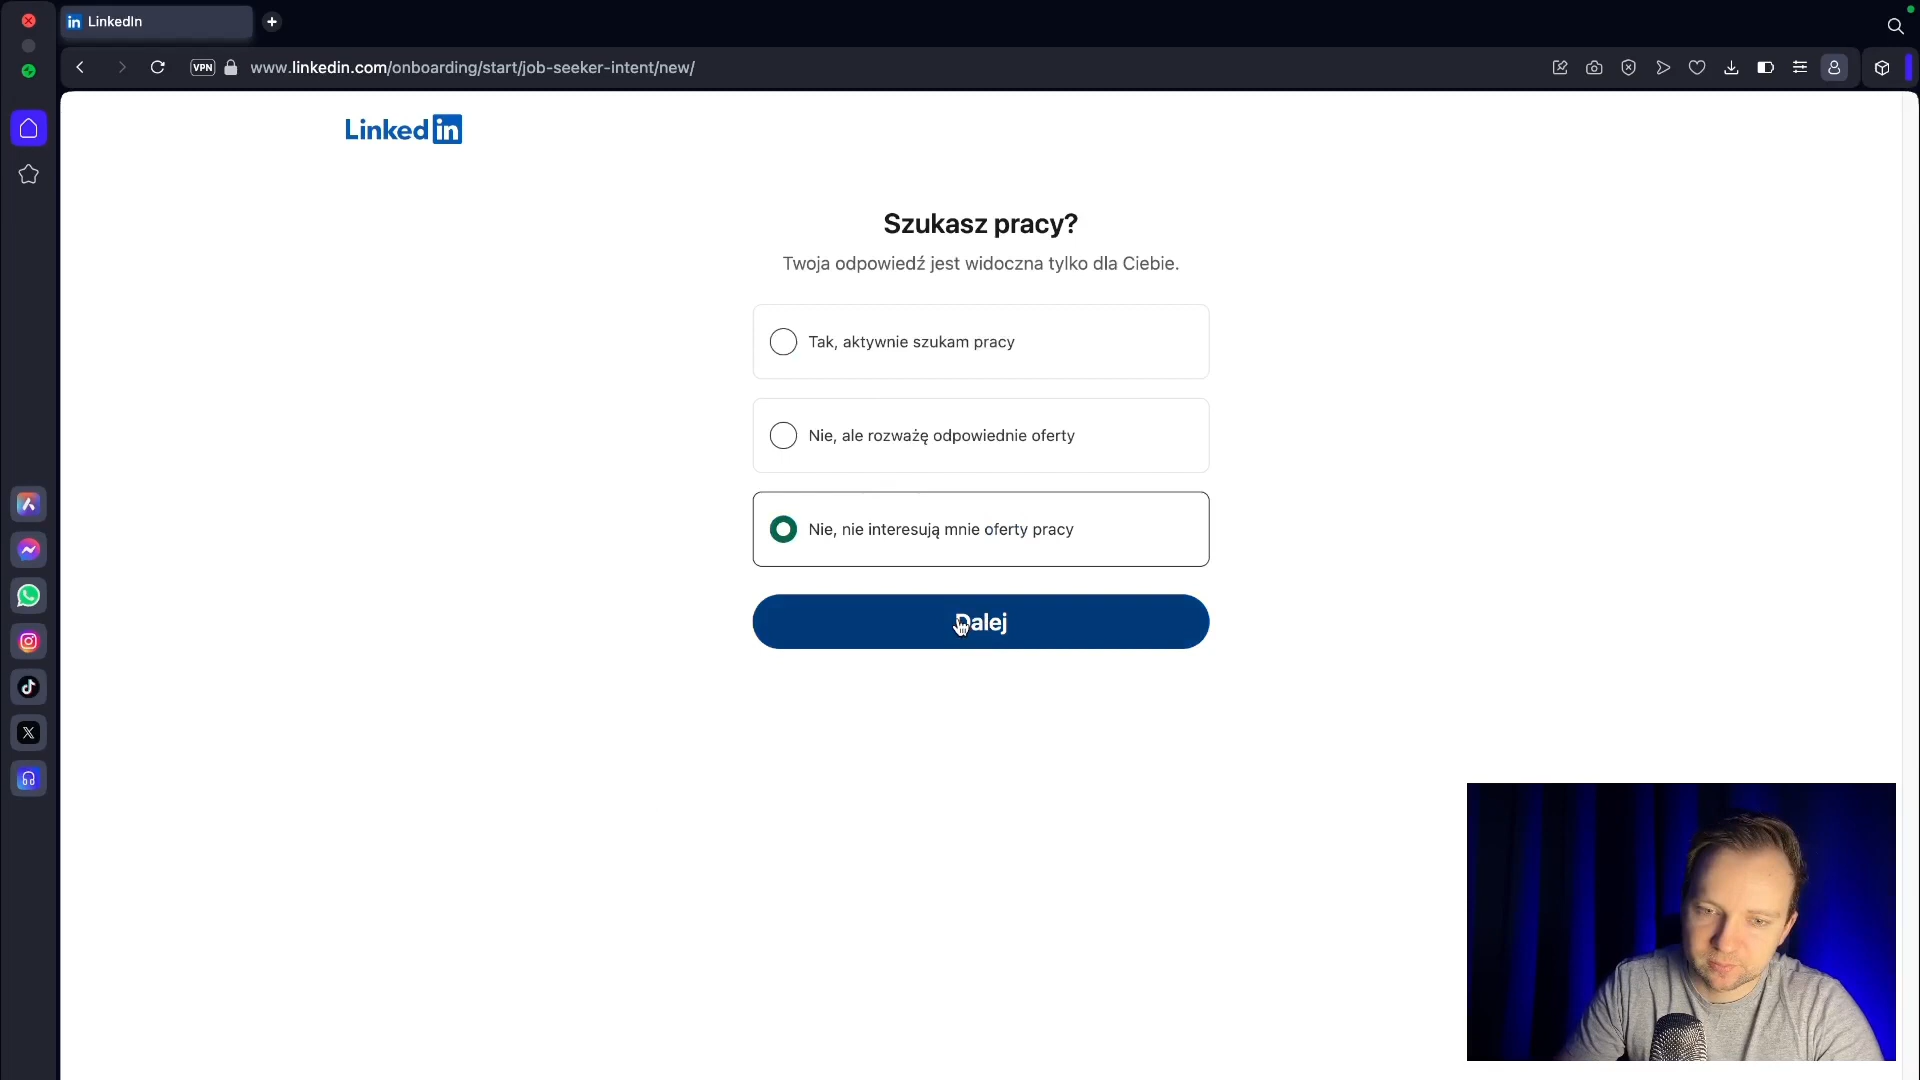 LinkedIn
VPN
www.linkedin.com/onboarding/start/job-seeker-intent/new/
Linked in
Szukasz pracy?
Twoja odpowiedź jest widoczna tylko dla Ciebie.
Tak, aktywnie szukam pracy
Nie, ale rozważę odpowiednie oferty
Nie, nie interesują mnie oferty pracy
Dalej